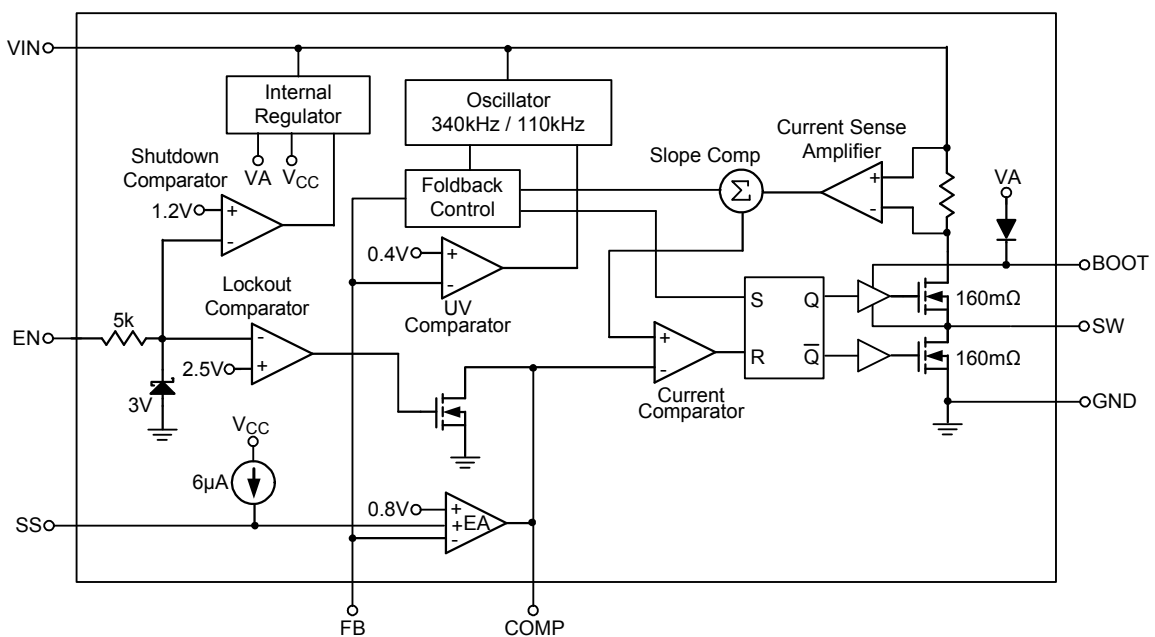 VIN
Internal
Regulator
Oscillator
340kHz / 110kHz
Shutdown
Comparator
VA
VCC
Foldback
Control
Slope Comp
Σ
Current Sense
Amplifier
+
-
VA
1.2V
+
-
0.4V
+
-
UV
Comparator
BOOT
Lockout
Comparator
S
Q
160mΩ
EN
5k
-
2.5V
+
SW
+
-
R
Q
160mΩ
3V
Current
Comparator
GND
VCC
6µA
0.8V
+
+
-
EA
SS
FB
COMP